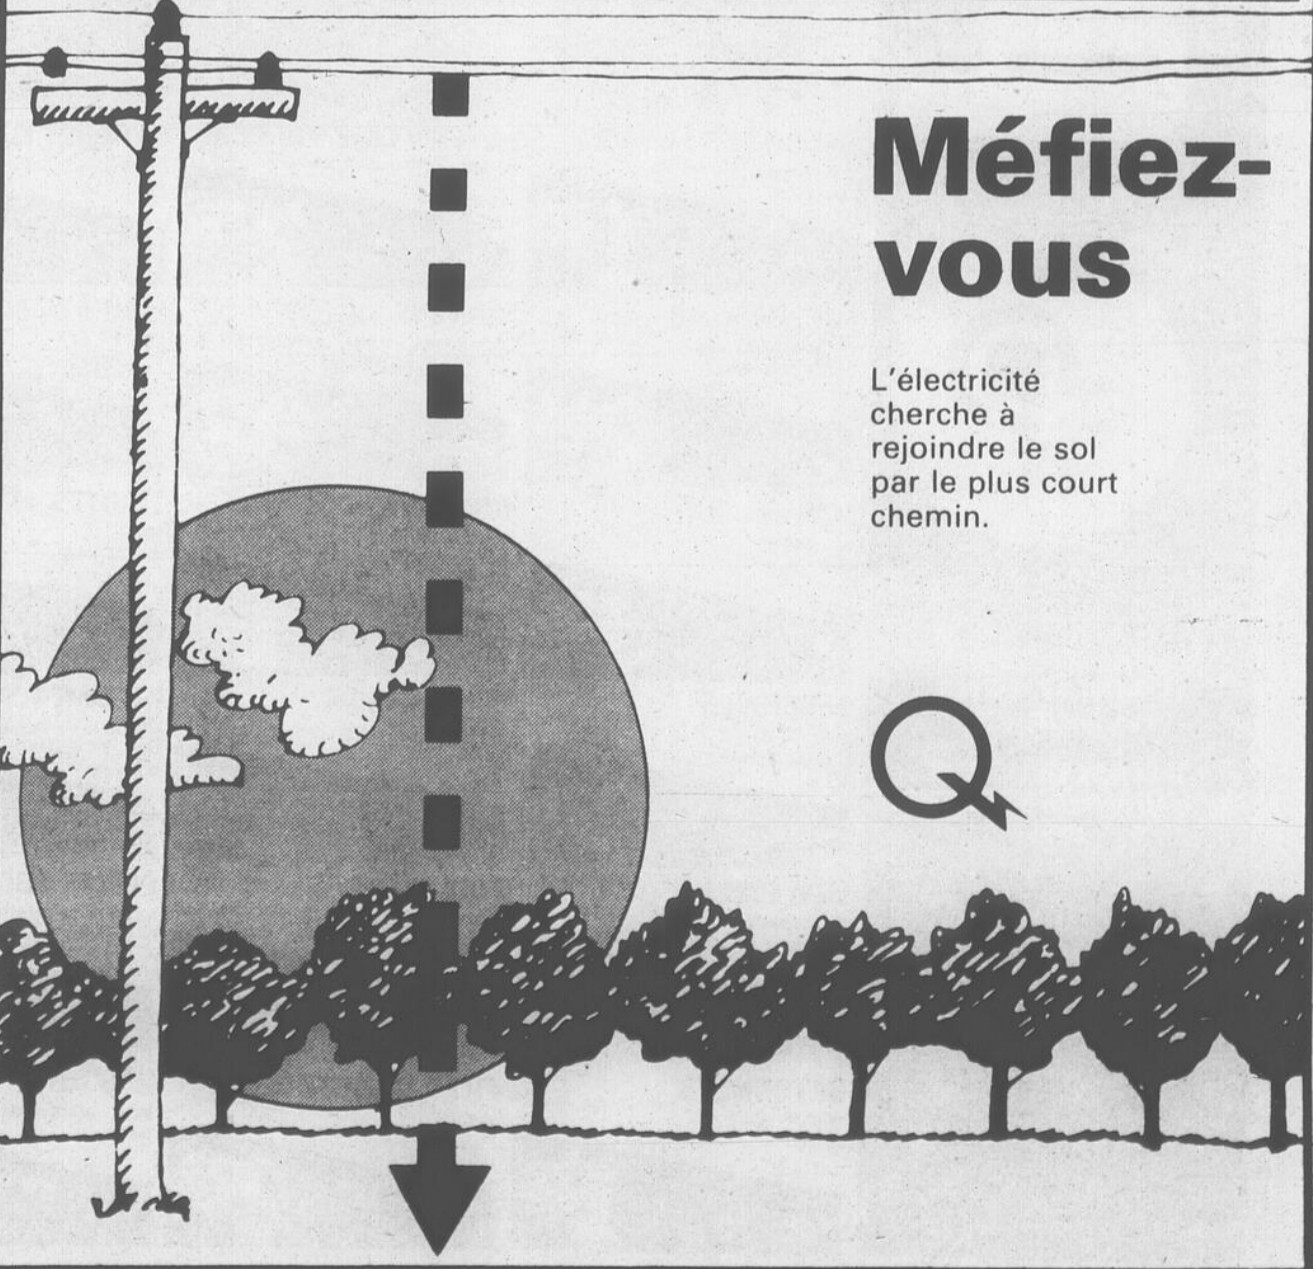 Méfiez-
vous
L'électricité
cherche à
rejoindre le sol
par le plus court
chemin.